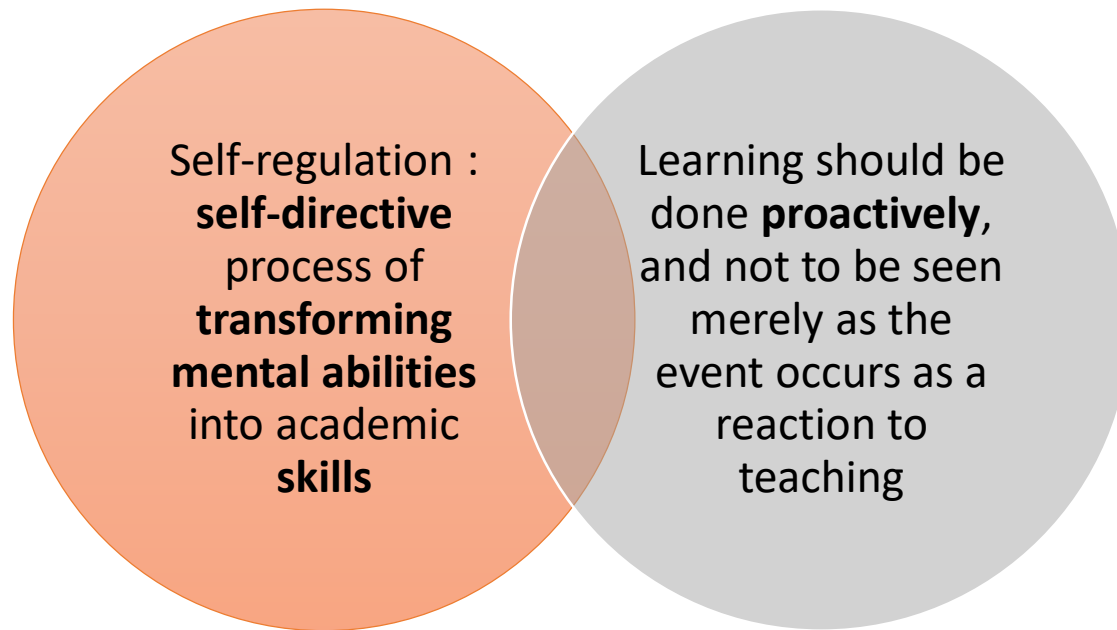 Self-regulation :
self-directive
process of
transforming
mental abilities
into academic
skills
Learning should be
done proactively,
and not to be seen
merely as the
event occurs as a
reaction to
teaching